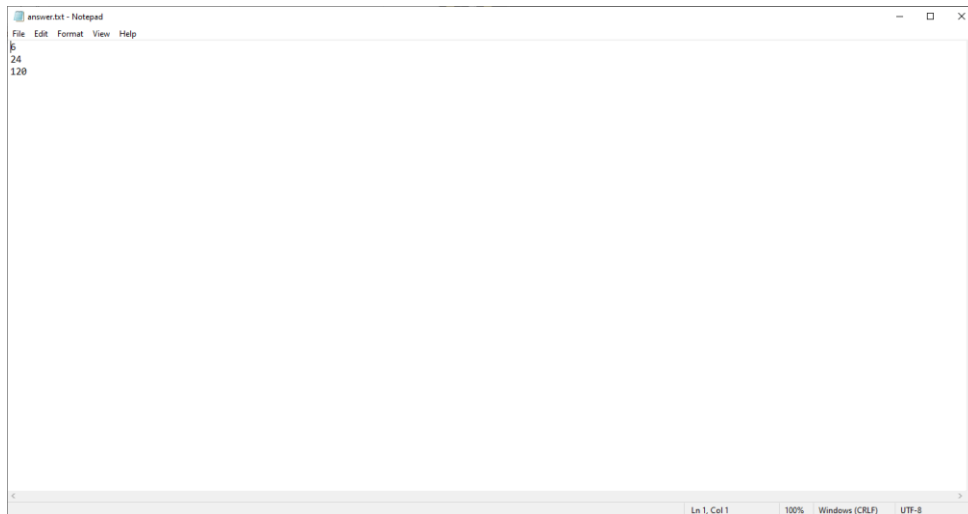 answer.txt - Notepad
File Edit Format View Help
6
24
120
Ln 1, Col 1 100% Windows (CRLF) UTF-8